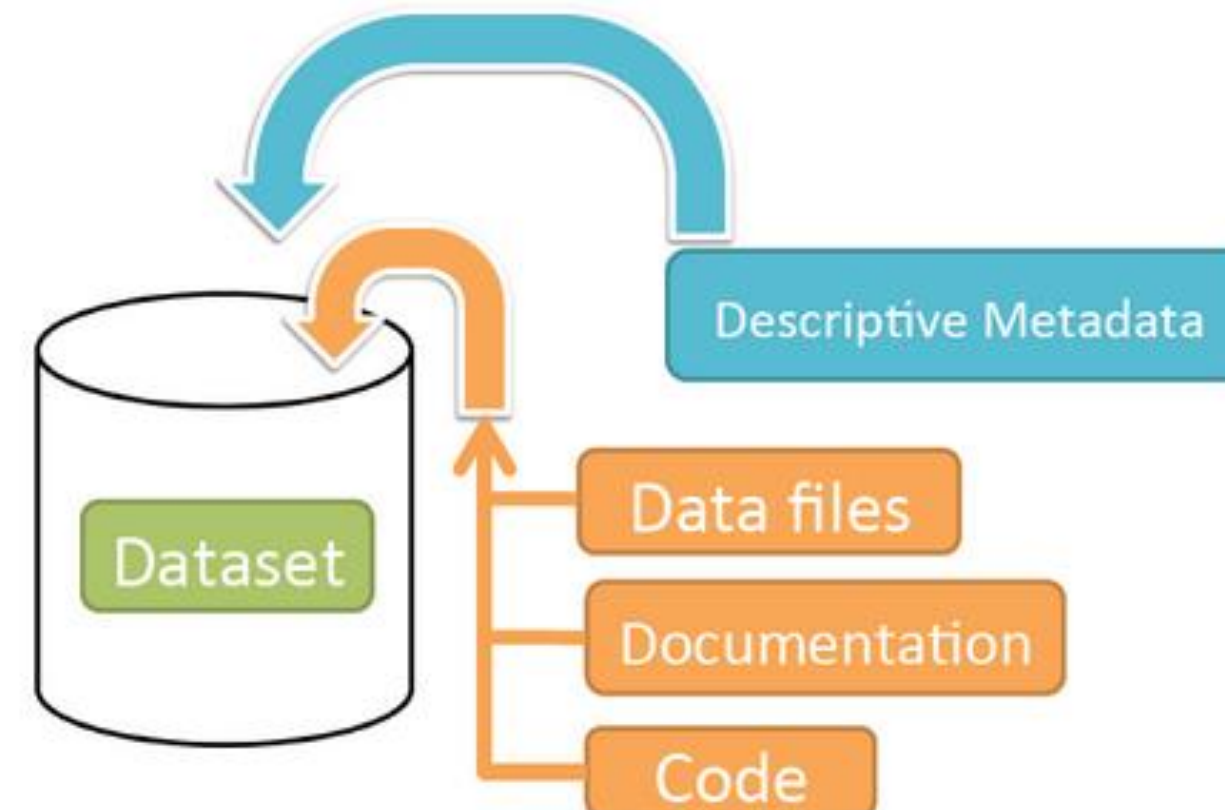 Descriptive Metadata
Data files
Dataset
Documentation
Code